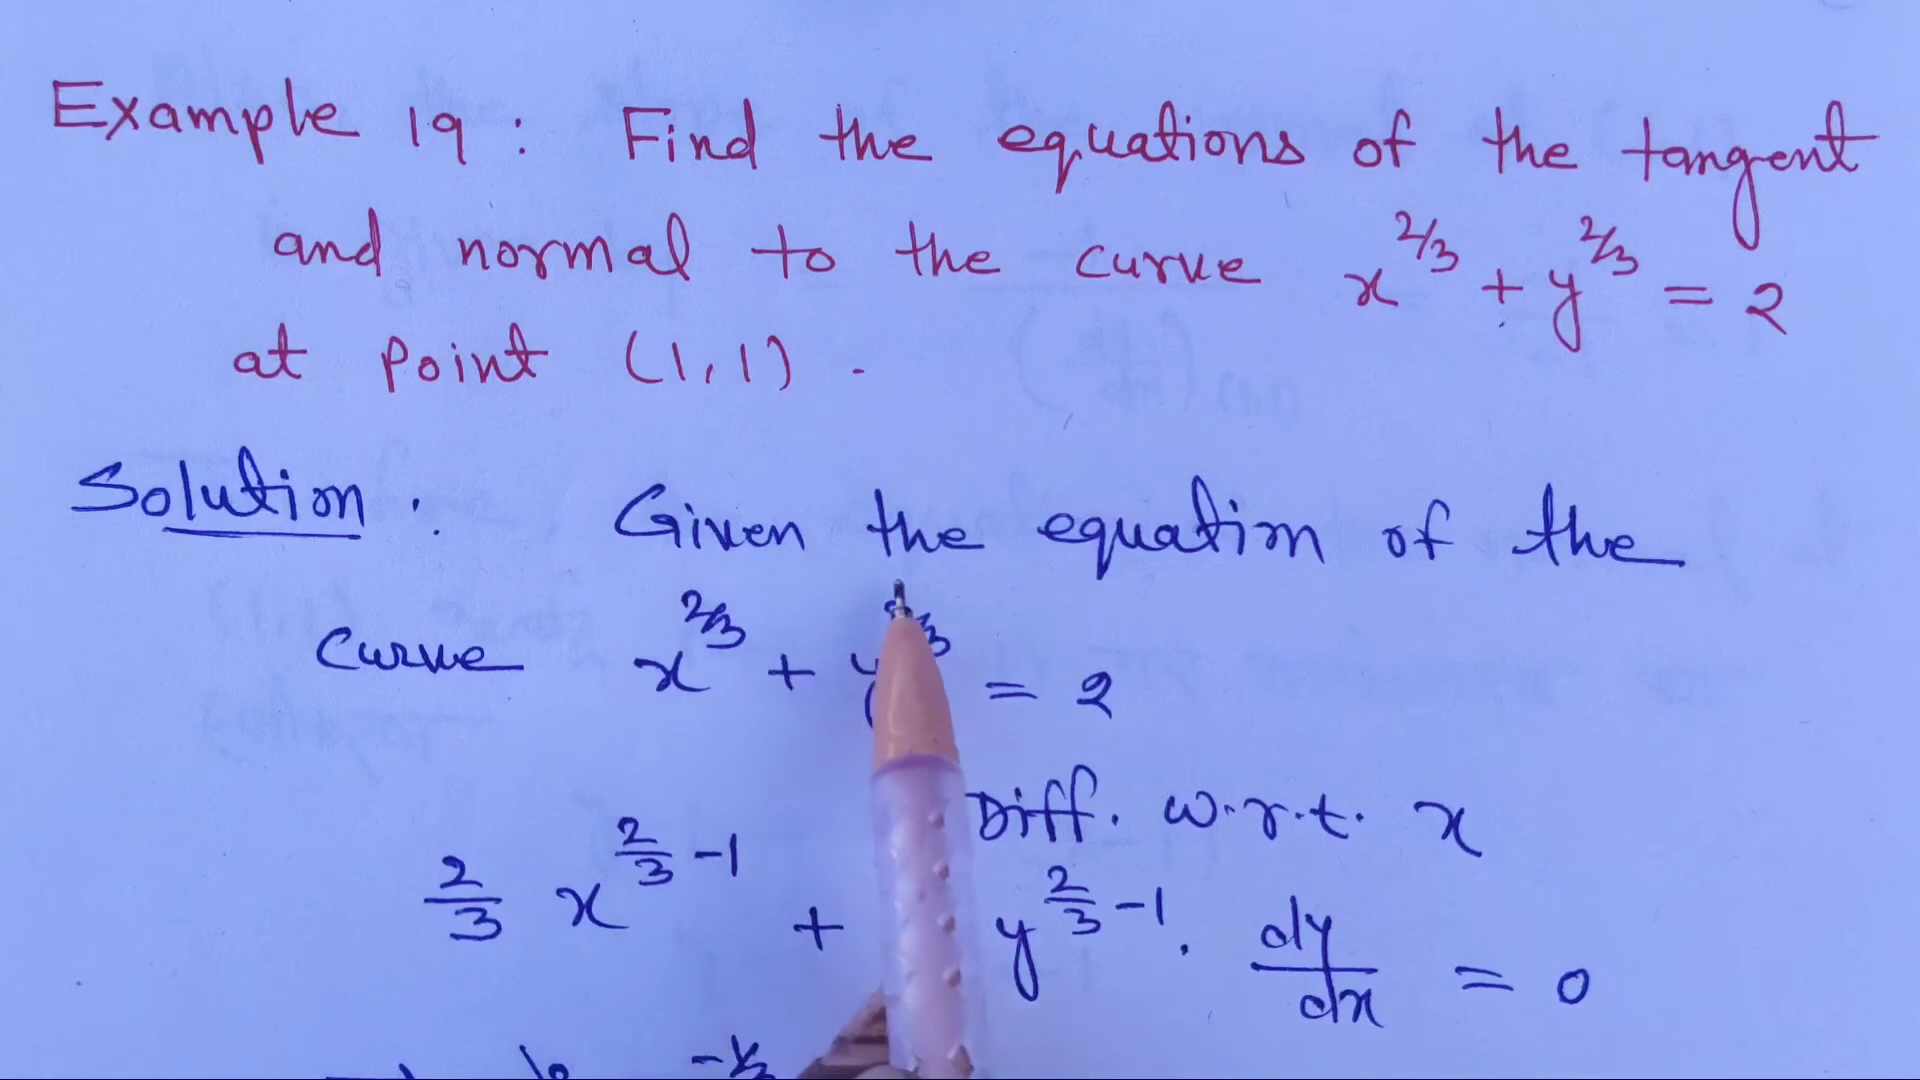 Example 19 : Find the equations of the tangent
and normal to the curve x^2/3 + y^2/3 = 2
at point (1,1) .
Solution : Given the equation of the
curve x^2/3 + y = 2
Diff. w.r.t. x
2/3 x^2/3 -1 + y^2/3 -1 . dy/dx = 0